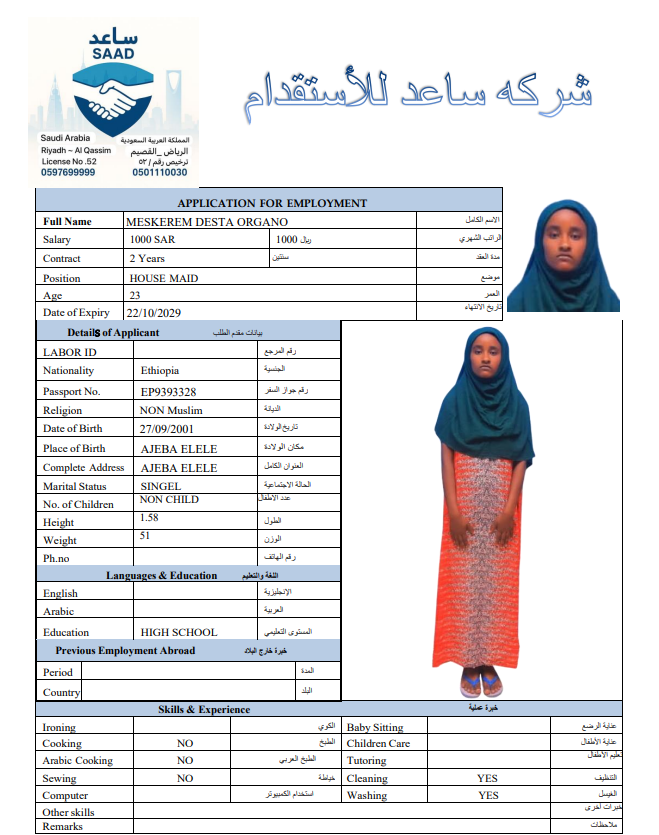 ساعد
SAAD
Saudi Arabia المملكة العربية السعودية
Riyadh ~ Al Qassim الرياض _القصيم
License No .52 ترخيص رقم / ٥٢
0597699999 0501110030
شركه ساعد للأستقدام
APPLICATION FOR EMPLOYMENT
Full Name MESKEREM DESTA ORGANO الاسم الكامل
Salary 1000 SAR 1000 ريال الراتب الشهري
Contract 2 Years سنتين مدة العقد
Position HOUSE MAID موضع
Age 23 العمر
Date of Expiry 22/10/2029 تاريخ الانتهاء
Details of Applicant بيانات مقدم الطلب
LABOR ID رقم المرجع
Nationality Ethiopia الجنسية
Passport No. EP9393328 رقم جواز السفر
Religion NON Muslim الديانة
Date of Birth 27/09/2001 تاريخ الولادة
Place of Birth AJEBA ELELE مكان الولادة
Complete Address AJEBA ELELE العنوان الكامل
Marital Status SINGEL الحالة الاجتماعية
No. of Children NON CHILD عدد الاطفال
Height 1.58 الطول
Weight 51 الوزن
Ph.no رقم الهاتف
Languages & Education اللغة والتعليم
English الإنجليزية
Arabic العربية
Education HIGH SCHOOL المستوى التعليمي
Previous Employment Abroad خبرة خارج البلاد
Period المدة
Country البلد
Skills & Experience خبرة عملية
Ironing الكوي Baby Sitting عناية الرضع
Cooking NO الطبخ Children Care عناية الأطفال
Arabic Cooking NO الطبخ العربي Tutoring تعليم الأطفال
Sewing NO خياطة Cleaning YES التنظيف
Computer استخدام الكمبيوتر Washing YES الغسيل
Other skills خبرات أخرى
Remarks ملاحظات